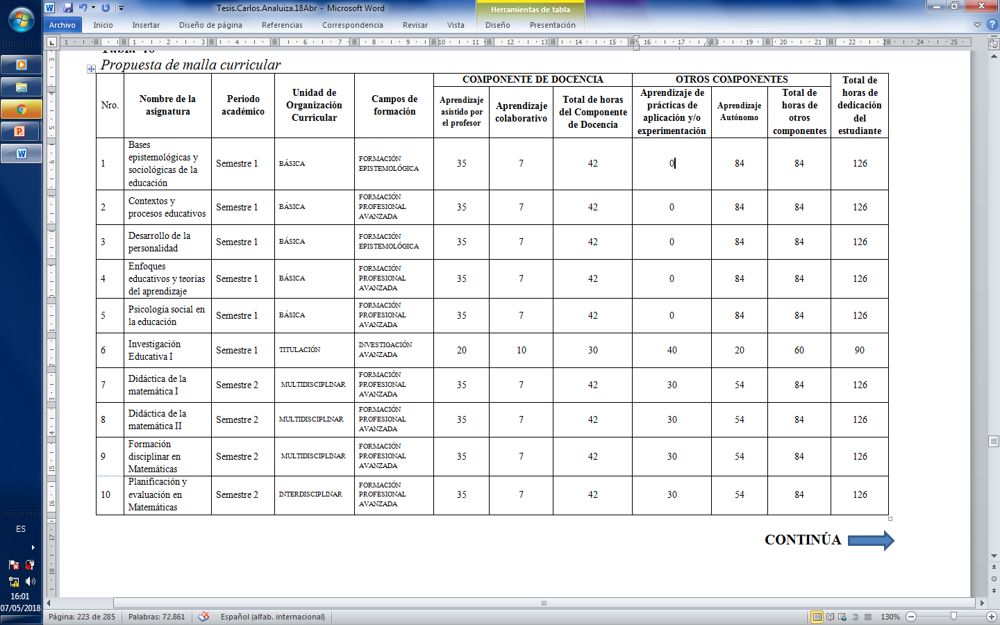 Tesis.Carlos.Analuiza.18Abr - Microsoft Word
Herramientas de tabla
Archivo Inicio Insertar Diseño de página Referencias Correspondencia Revisar Vista Diseño Presentación
Propuesta de malla curricular
Nro.
Nombre de la
asignatura
Periodo
académico
Unidad de
Organización
Curricular
Campos de
formación
COMPONENTE DE DOCENCIA
Aprendizaje
asistido por
el profesor
Aprendizaje
colaborativo
Total de horas
del Componente
de Docencia
OTROS COMPONENTES
Aprendizaje de
prácticas de
aplicación y/o
experimentación
Aprendizaje
Autónomo
Total de
horas de
otros
componentes
Total de
horas de
dedicación
del
estudiante
1
Bases
epistemológicas y
sociológicas de la
educación
Semestre 1
BÁSICA
FORMACIÓN
EPISTEMOLÓGICA
35 7 42 0 84 84 126
2
Contextos y
procesos educativos
Semestre 1
BÁSICA
FORMACIÓN
PROFESIONAL
AVANZADA
35 7 42 0 84 84 126
3
Desarrollo de la
personalidad
Semestre 1
BÁSICA
FORMACIÓN
EPISTEMOLÓGICA
35 7 42 0 84 84 126
4
Enfoques
educativos y teorías
del aprendizaje
Semestre 1
BÁSICA
FORMACIÓN
PROFESIONAL
AVANZADA
35 7 42 0 84 84 126
5
Psicología social en
la educación
Semestre 1
BÁSICA
FORMACIÓN
PROFESIONAL
AVANZADA
35 7 42 0 84 84 126
6
Investigación
Educativa I
Semestre 1
TITULACIÓN
INVESTIGACIÓN
AVANZADA
20 10 30 40 20 60 90
7
Didáctica de la
matemática I
Semestre 2
MULTIDISCIPLINAR
FORMACIÓN
PROFESIONAL
AVANZADA
35 7 42 30 54 84 126
8
Didáctica de la
matemática II
Semestre 2
MULTIDISCIPLINAR
FORMACIÓN
PROFESIONAL
AVANZADA
35 7 42 30 54 84 126
9
Formación
disciplinar en
Matemáticas
Semestre 2
MULTIDISCIPLINAR
FORMACIÓN
PROFESIONAL
AVANZADA
35 7 42 30 54 84 126
10
Planificación y
evaluación en
Matemáticas
Semestre 2
INTERDISCIPLINAR
FORMACIÓN
PROFESIONAL
AVANZADA
35 7 42 30 54 84 126
CONTINÚA
ES
16:01
07/05/2018
Página: 223 de 285 Palabras: 72.861 Español (alfab. internacional) 130%